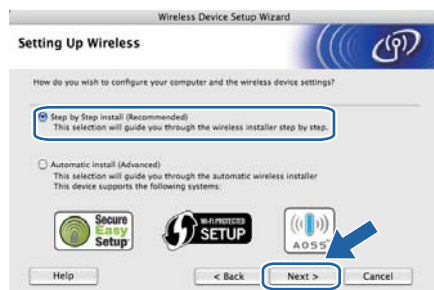 Wireless Device Setup Wizard
Setting Up Wireless
How do you wish to configure your computer and the wireless device settings?
Step by Step install (Recommended)
This selection will guide you through the wireless installer step by step.
Automatic install (Advanced)
This selection will guide you through the automatic wireless installer
This device supports the following systems:
Secure
Easy
Setup
WI-FI PROTECTED
SETUP
AOSS
Help
< Back
Next >
Cancel